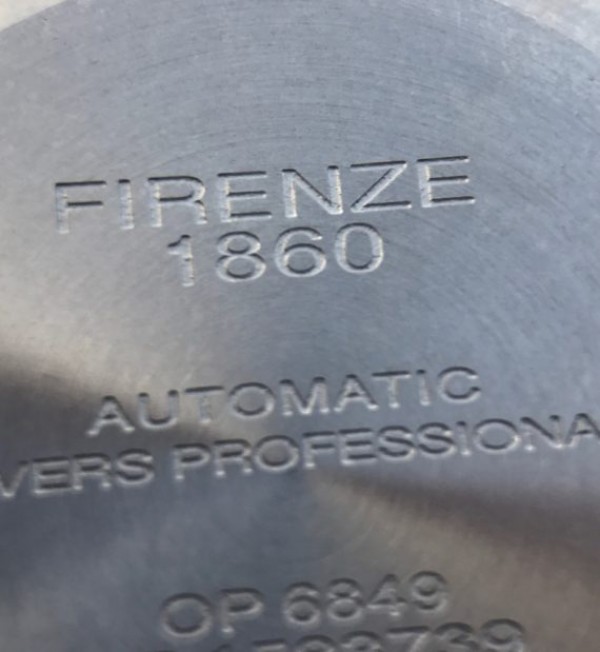 FIRENZE
1860
AUTOMATIC
VERS PROFESSIONA
OP 6849